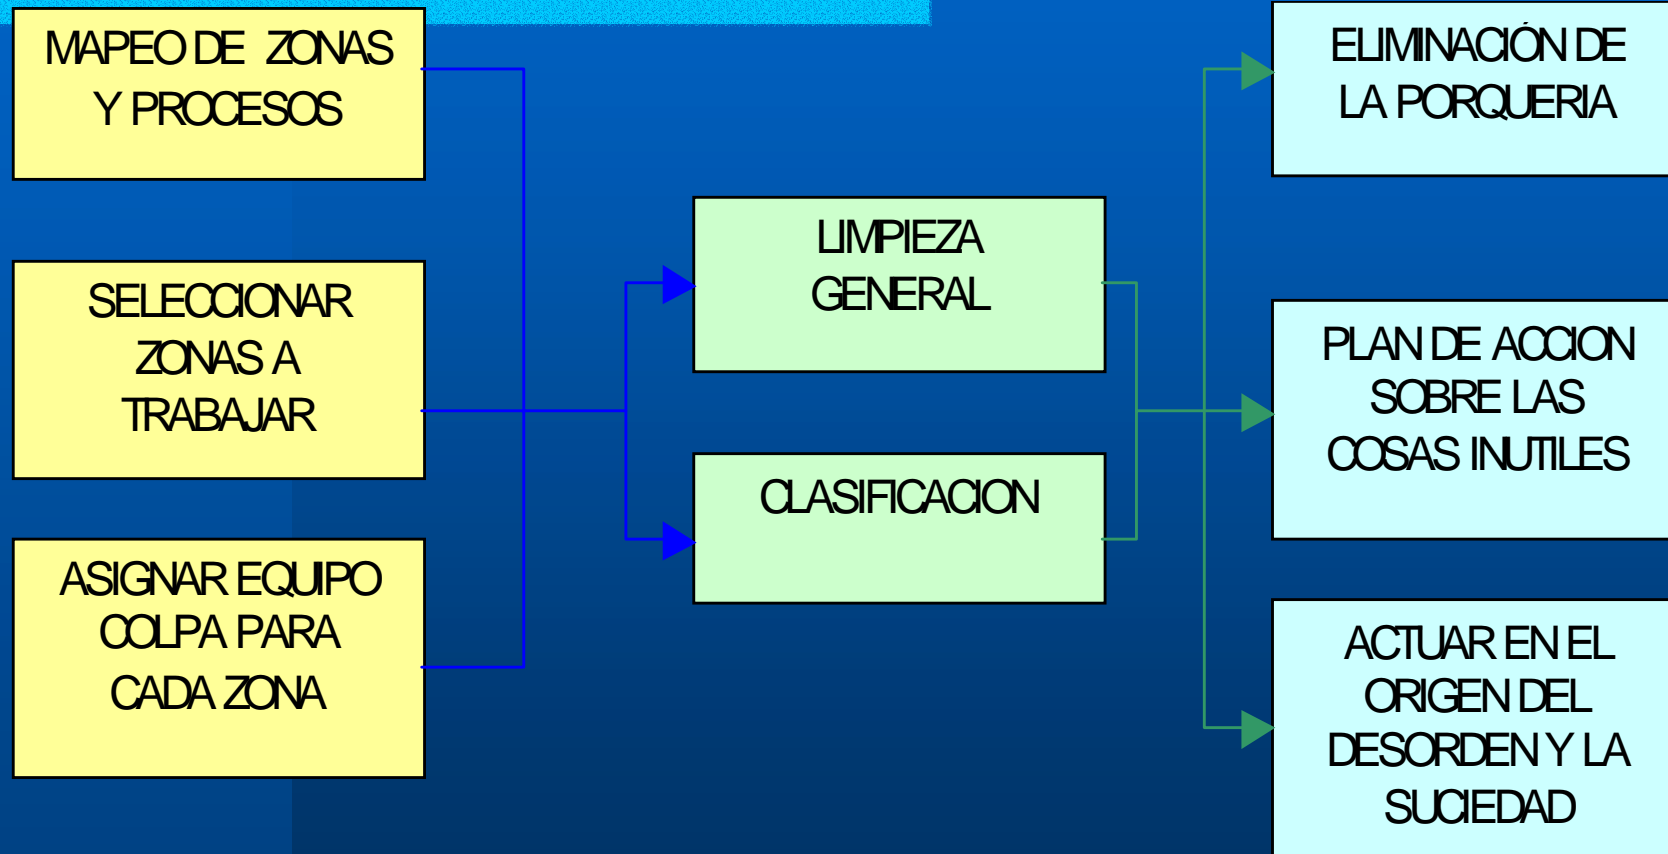 MAPEO DE ZONAS
Y PROCESOS
SELECCIONAR
ZONAS A
TRABAJAR
ASIGNAR EQUIPO
COLPA PARA
CADA ZONA
LIMPIEZA
GENERAL
CLASIFICACION
ELIMINACIÓN DE
LA PORQUERIA
PLAN DE ACCION
SOBRE LAS
COSAS INUTILES
ACTUAR EN EL
ORIGEN DEL
DESORDEN Y LA
SUCIEDAD